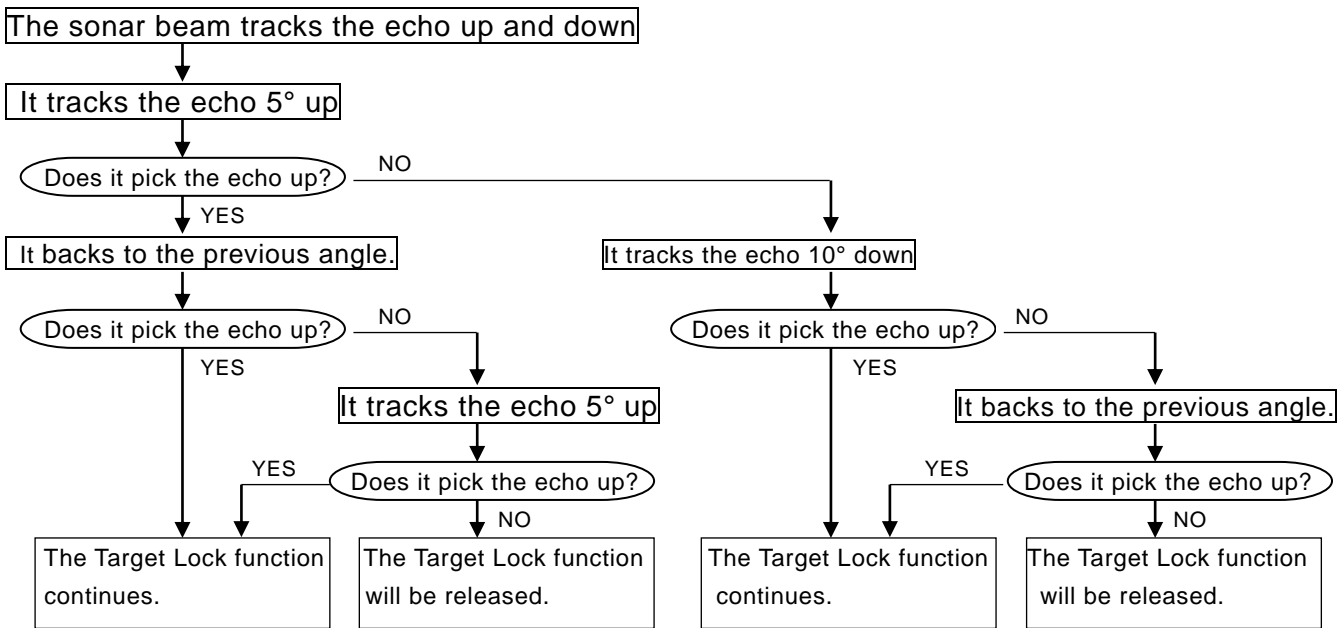 The sonar beam tracks the echo up and down
It tracks the echo 5° up
Does it pick the echo up?
NO
YES
It backs to the previous angle.
It tracks the echo 10° down
Does it pick the echo up?
NO
YES
Does it pick the echo up?
NO
YES
It tracks the echo 5° up
It backs to the previous angle.
YES
Does it pick the echo up?
NO
YES
Does it pick the echo up?
NO
The Target Lock function
continues.
The Target Lock function
will be released.
The Target Lock function
continues.
The Target Lock function
will be released.